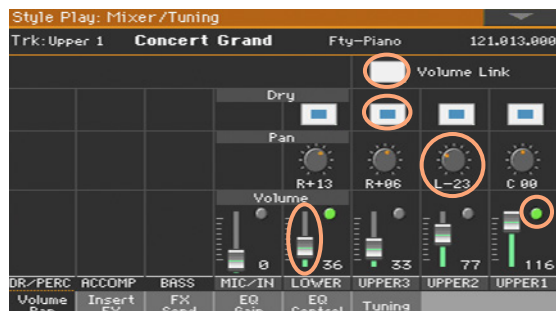 Style Play: Mixer/Tuning
Trk:Upper 1 Concert Grand Fty-Piano 121.013.000
Volume Link
Dry
Pan
R+13 R+06 L-23 C 00
Volume
0 36 33 77 116
DR/PERC ACCOMP BASS MIC/IN LOWER UPPER3 UPPER2 UPPER1
Volume Insert FX EQ EQ Tuning
Pan FX Send Gain Control